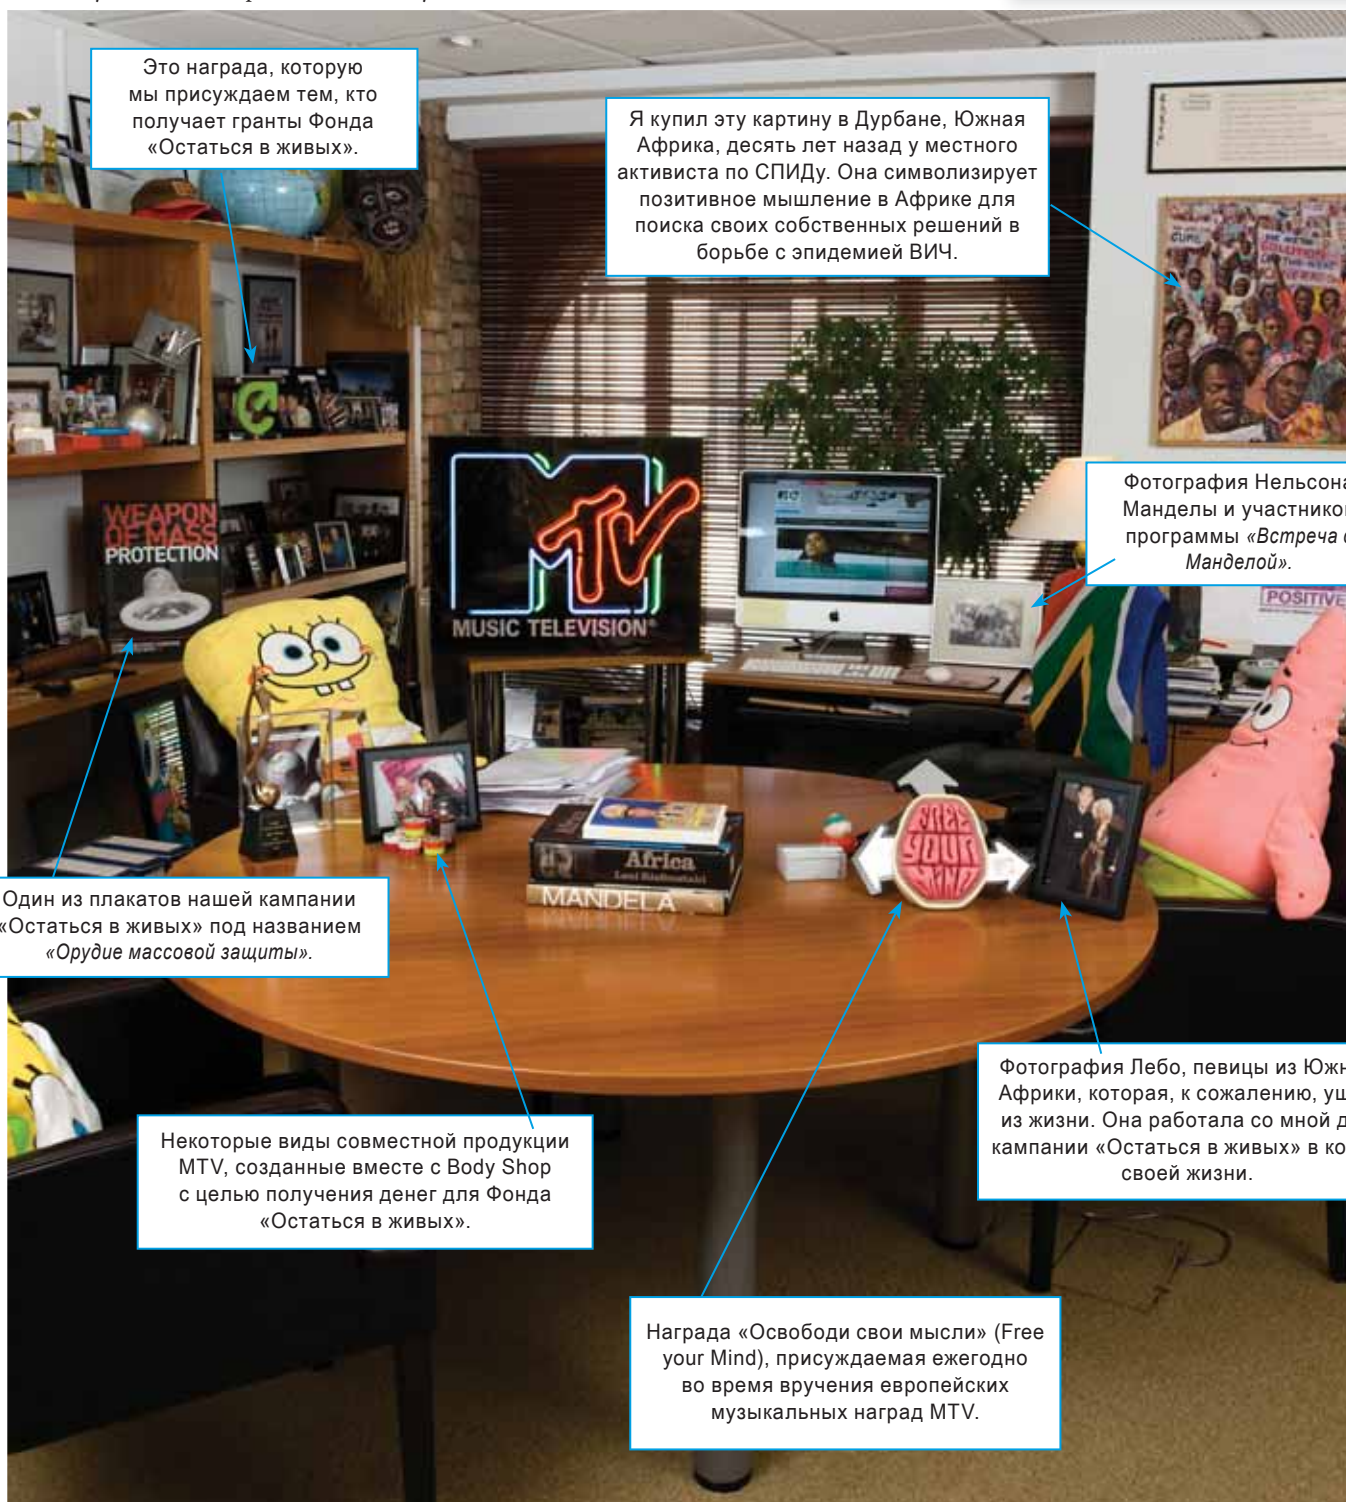 Это награда, которую
мы присуждаем тем, кто
получает гранты Фонда
«Остаться в живых».
Я купил эту картину в Дурбане, Южная
Африка, десять лет назад у местного
активиста по СПИДу. Она символизирует
позитивное мышление в Африке для
поиска своих собственных решений в
борьбе с эпидемией ВИЧ.
CURE
SOLUTION
Фотография Нельсона
Манделы и участнико
программы «Встреча с
Манделой».
POSITIVE
WEAPON
OF MASS
PROTECTION
MTV
MUSIC TELEVISION®
Africa
Leni Riefenstahl
MANDELA
FREE
YOUR
MIND
Один из плакатов нашей кампании
«Остаться в живых» под названием
«Орудие массовой защиты».
Фотография Лебо, певицы из Южн
Африки, которая, к сожалению, уш
из жизни. Она работала со мной д
кампании «Остаться в живых» в ко
своей жизни.
Некоторые виды совместной продукции
MTV, созданные вместе с Body Shop
с целью получения денег для Фонда
«Остаться в живых».
Награда «Освободи свои мысли» (Free
your Mind), присуждаемая ежегодно
во время вручения европейских
музыкальных наград MTV.